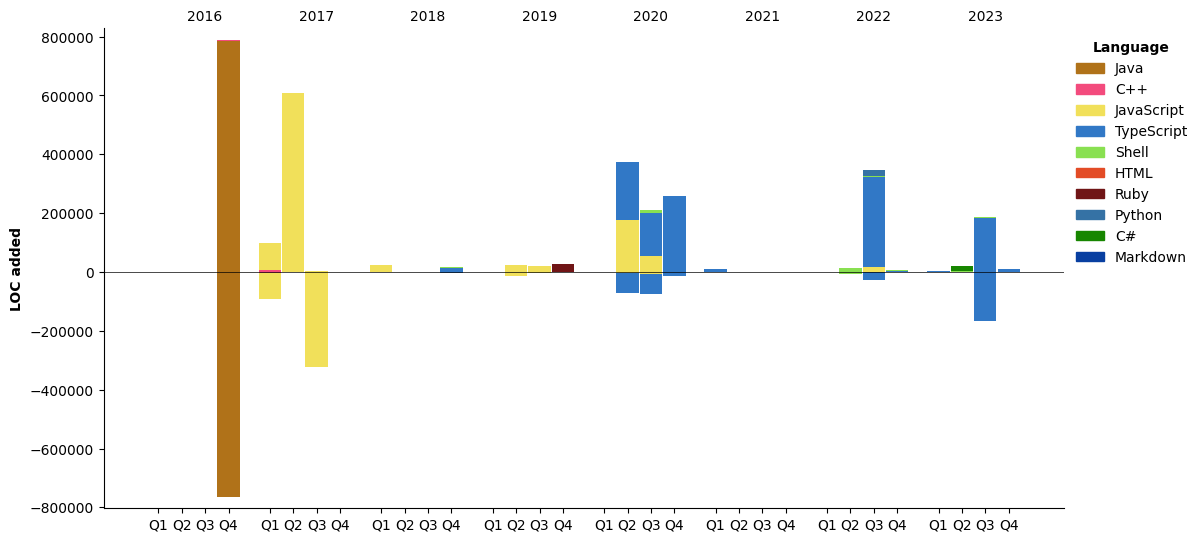 2016 2017 2018 2019 2020 2021 2022 2023
800000
600000
400000
200000
0
−200000
−400000
−600000
−800000
LOC added
Q1 Q2 Q3 Q4 Q1 Q2 Q3 Q4 Q1 Q2 Q3 Q4 Q1 Q2 Q3 Q4 Q1 Q2 Q3 Q4 Q1 Q2 Q3 Q4 Q1 Q2 Q3 Q4 Q1 Q2 Q3 Q4
Language
Java
C++
JavaScript
TypeScript
Shell
HTML
Ruby
Python
C#
Markdown